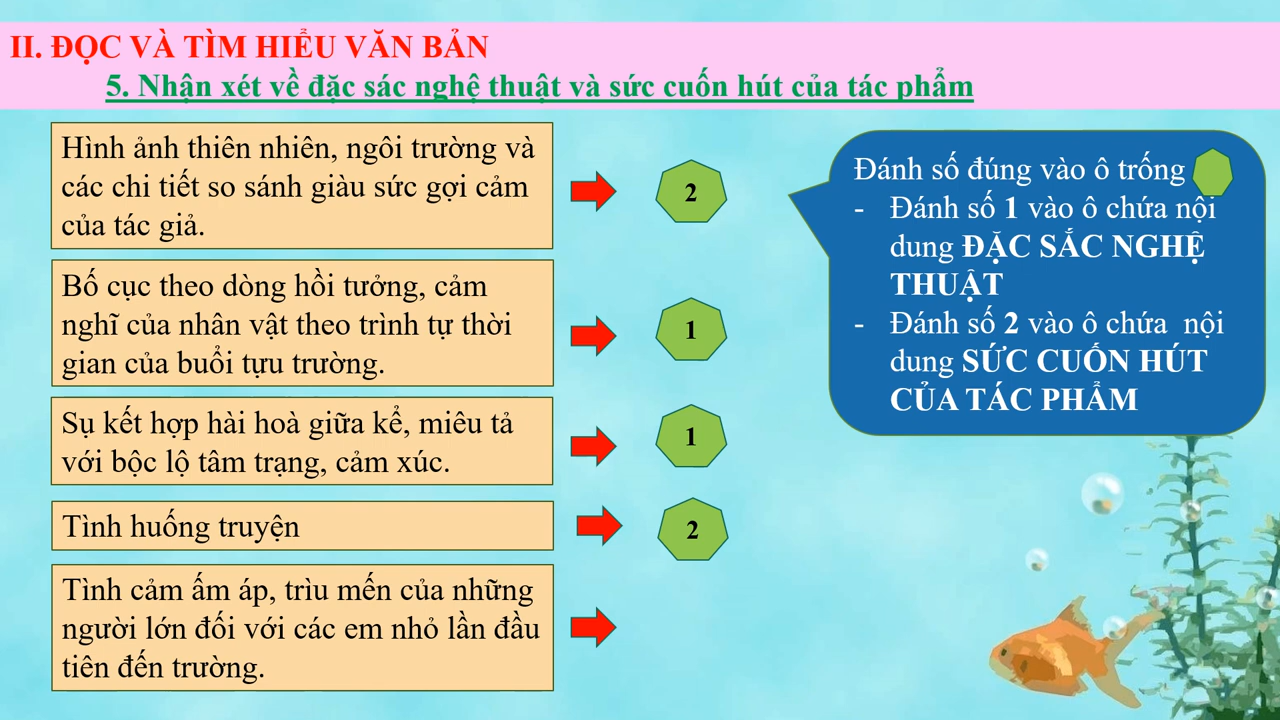 II. ĐỌC VÀ TÌM HIỂU VĂN BẢN
5. Nhận xét về đặc sác nghệ thuật và sức cuốn hút của tác phẩm
Hình ảnh thiên nhiên, ngôi trường và
các chi tiết so sánh giàu sức gợi cảm
của tác giả.
2
Bố cục theo dòng hồi tưởng, cảm
nghĩ của nhân vật theo trình tự thời
gian của buổi tựu trường.
1
Sụ kết hợp hài hoà giữa kể, miêu tả
với bộc lộ tâm trạng, cảm xúc.
1
Tình huống truyện
2
Tình cảm ấm áp, trìu mến của những
người lớn đối với các em nhỏ lần đầu
tiên đến trường.
Đánh số đúng vào ô trống
- Đánh số 1 vào ô chứa nội
dung ĐẶC SẮC NGHỆ
THUẬT
- Đánh số 2 vào ô chứa nội
dung SỨC CUỐN HÚT
CỦA TÁC PHẨM